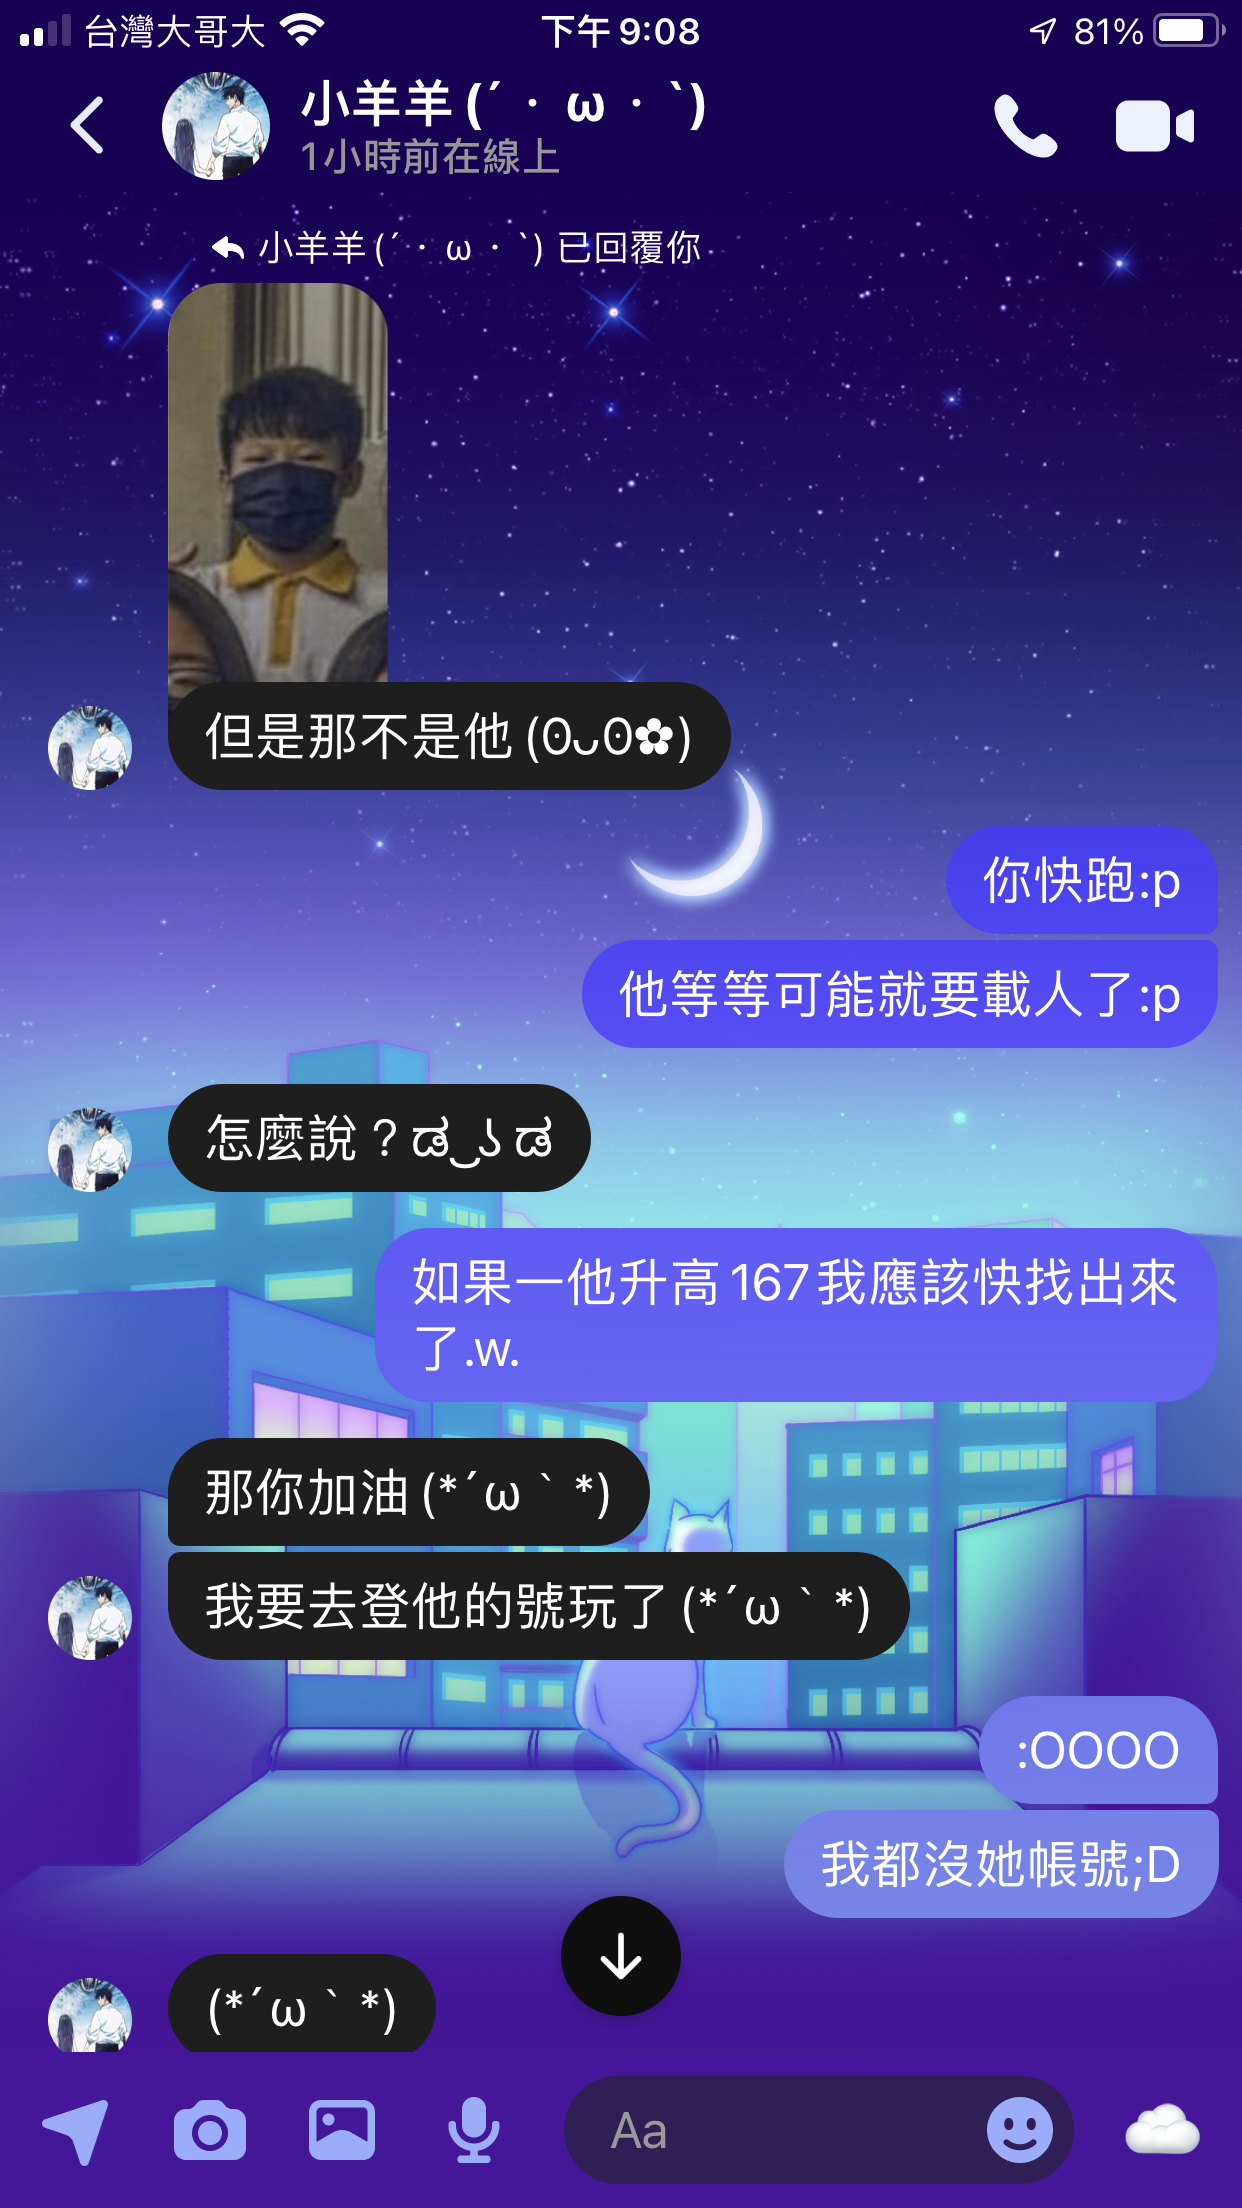 台灣大哥大
下午9:08
81%
小羊羊 (´・ω・`)
1小時前在線上
小羊羊 (´・ω・`) 已回覆你
但是那不是他 (ʘᴗʘ✿)
你快跑:p
他等等可能就要載人了:p
怎麼說？ಡ ͜ ʖ ಡ
如果一他升高167我應該快找出來
了.w.
那你加油 (*´ω｀*)
我要去登他的號玩了 (*´ω｀*)
:OOOO
我都沒她帳號;D
(*´ω｀*)
Aa